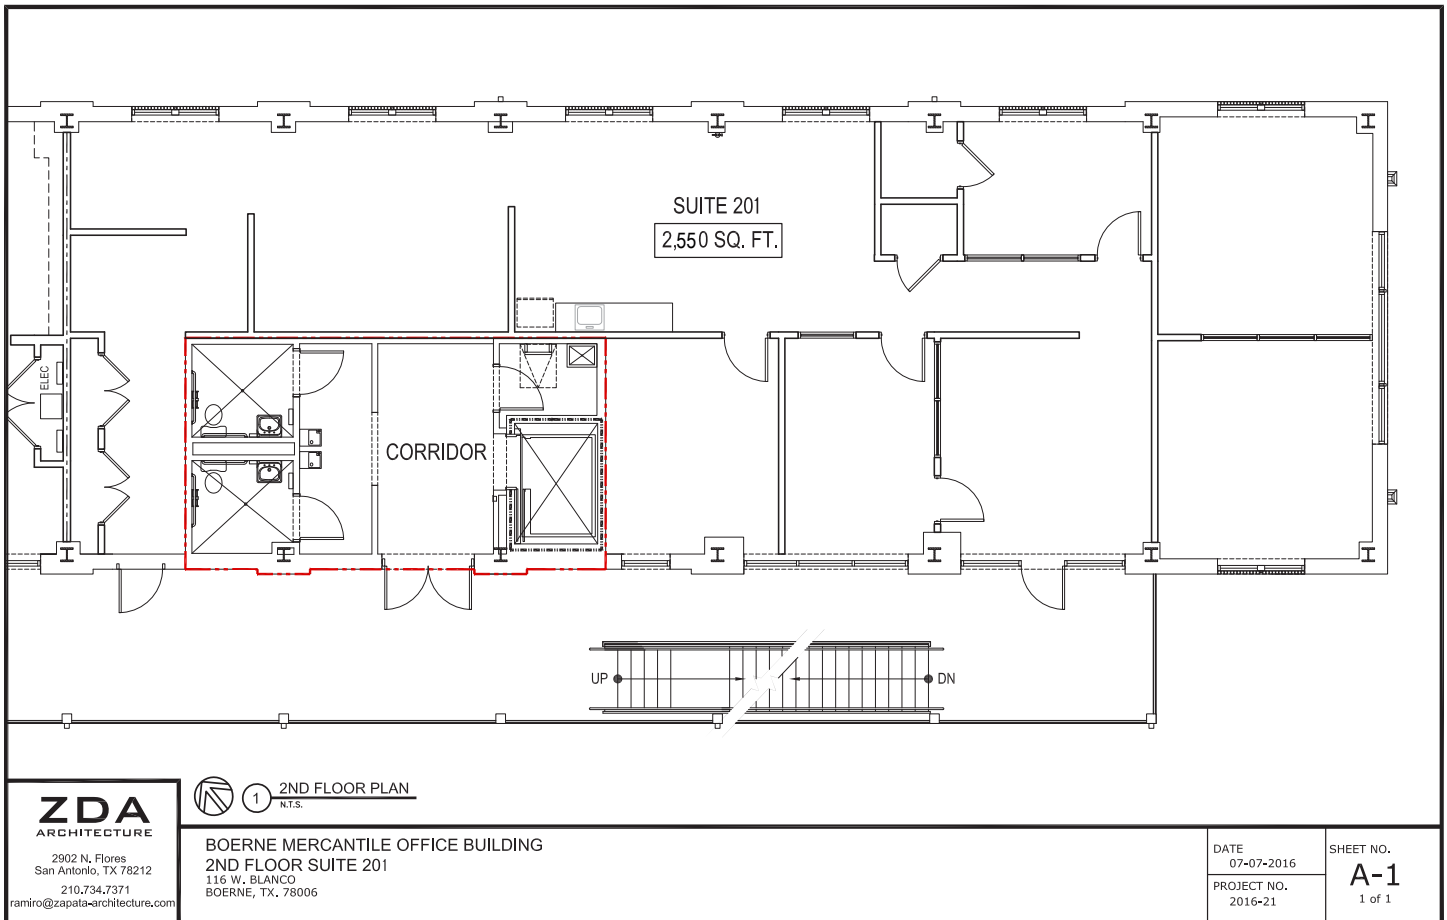 SUITE 201
2,550 SQ. FT.
ELEC
CORRIDOR
UP
DN
1
2ND FLOOR PLAN
N.T.S.
ZDA
ARCHITECTURE
2902 N. Flores
San Antonio, TX 78212
210.734.7371
ramiro@zapata-architecture.com
BOERNE MERCANTILE OFFICE BUILDING
2ND FLOOR SUITE 201
116 W. BLANCO
BOERNE, TX. 78006
DATE
07-07-2016
PROJECT NO.
2016-21
SHEET NO.
A-1
1 of 1